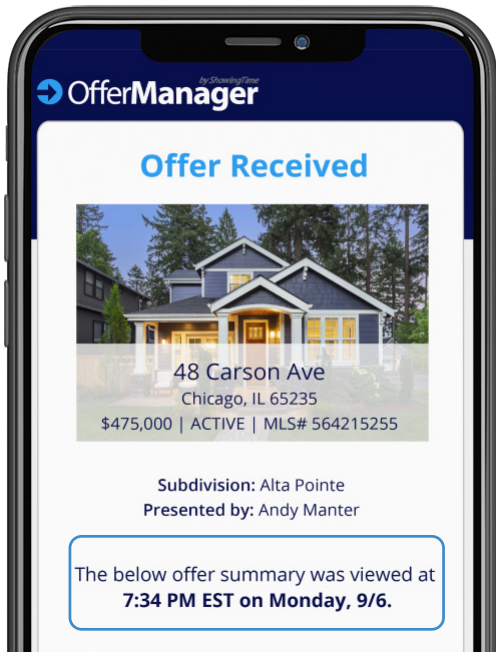 by ShowingTime
OfferManager
Offer Received
48 Carson Ave
Chicago, IL 65235
$475,000 | ACTIVE | MLS# 564215255
Subdivision: Alta Pointe
Presented by: Andy Manter
The below offer summary was viewed at
7:34 PM EST on Monday, 9/6.